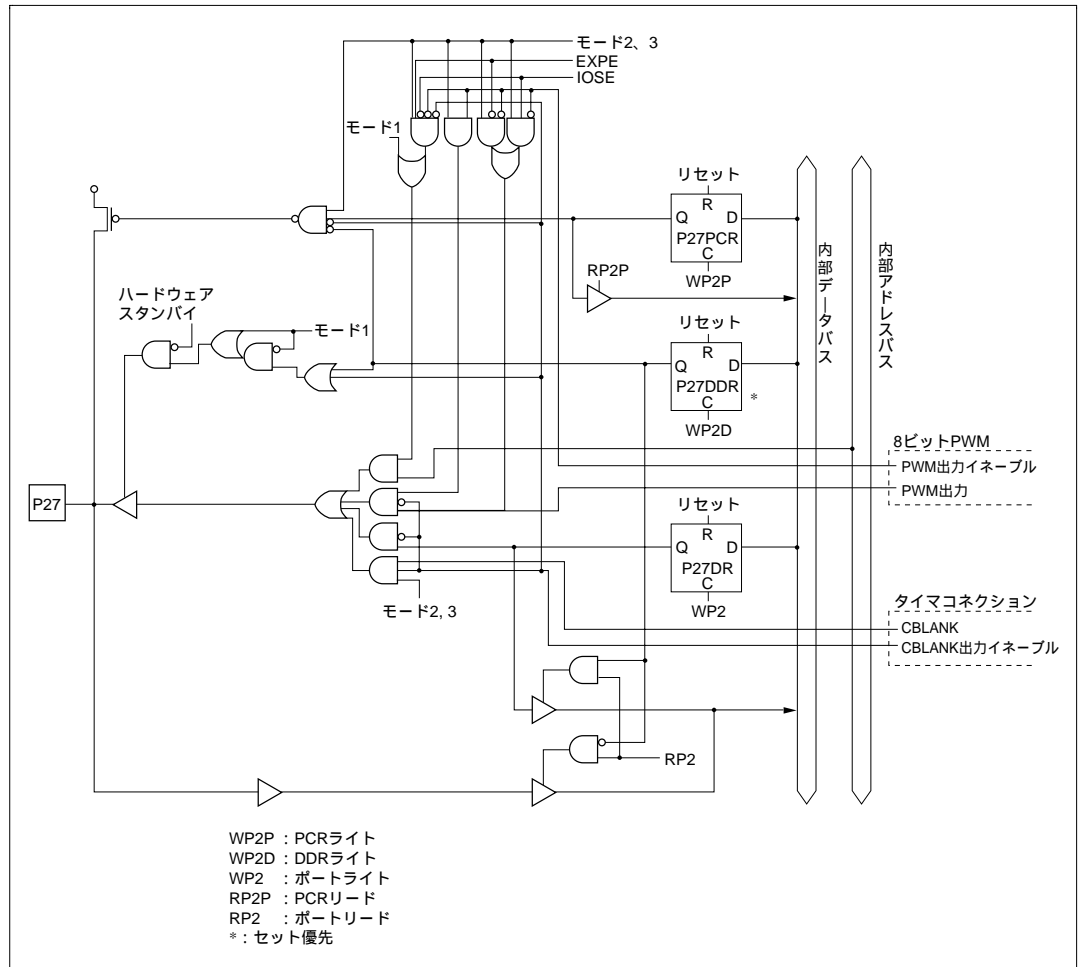 モード2、3
EXPE
IOSE
モード1
リセット
R
Q D
P27PCR
C
WP2P
RP2P
内部データバス
内部アドレスバス
ハードウェア
スタンバイ
モード1
リセット
R
Q D
P27DDR
C
*
WP2D
8ビットPWM
PWM出力イネーブル
PWM出力
P27
リセット
R
Q D
P27DR
C
WP2
モード2, 3
タイマコネクション
CBLANK
CBLANK出力イネーブル
RP2
WP2P : PCRライト
WP2D : DDRライト
WP2 : ポートライト
RP2P : PCRリード
RP2 : ポートリード
* : セット優先